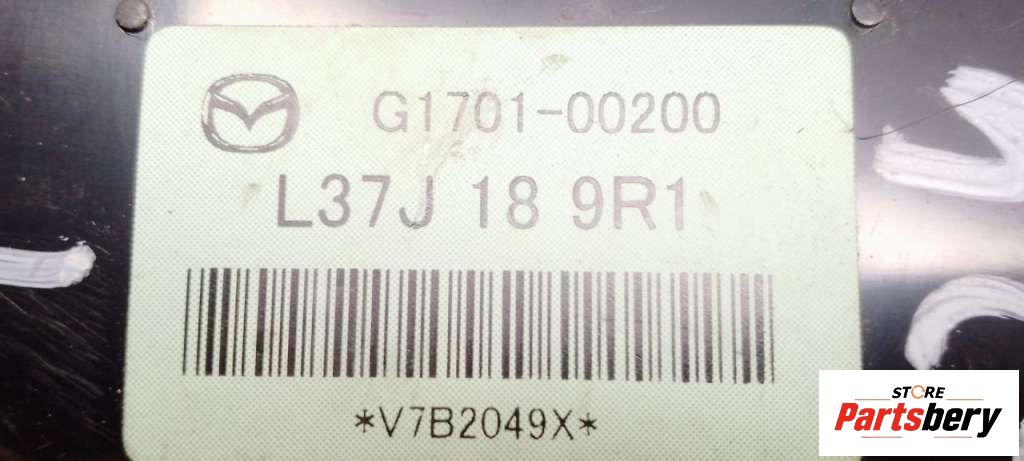 G1701-00200
L37J 18 9R1
*V7B2049X*
STORE
Partsbery